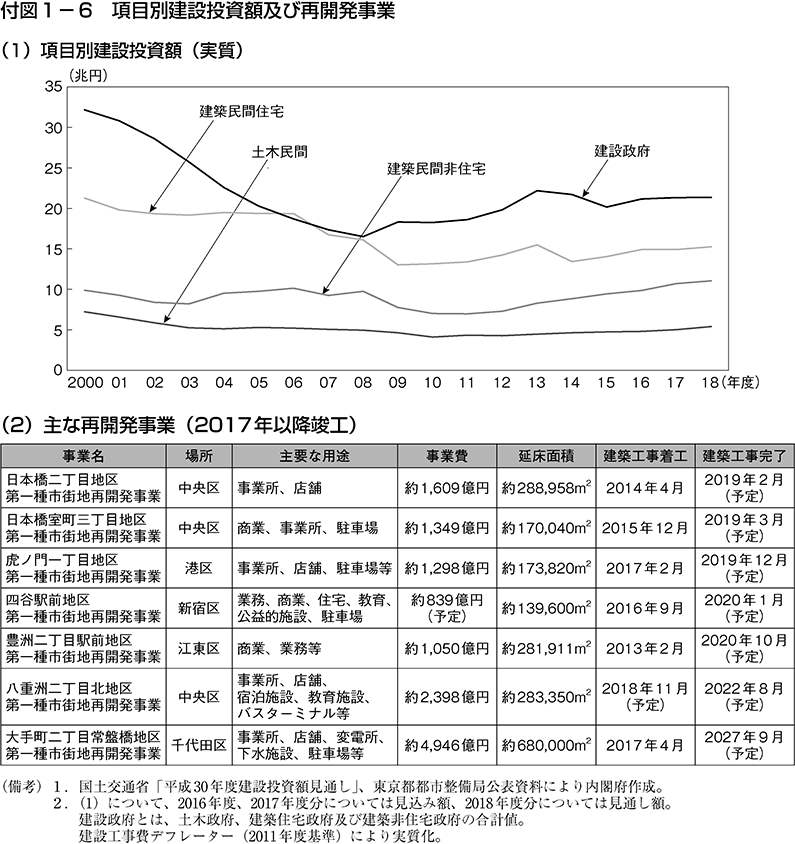 付図1-6 項目別建設投資額及び再開発事業
(1)項目別建設投資額(実質)
(兆円)
35
30
25
20
15
10
5
0
建築民間住宅
土木民間
建築民間非住宅
建設政府
2000 01 02 03 04 05 06 07 08 09 10 11 12 13 14 15 16 17 18(年度)
(2)主な再開発事業(2017年以降竣工)
事業名 場所 主要な用途 事業費 延床面積 建築工事着工 建築工事完了
日本橋二丁目地区
第一種市街地再開発事業 中央区 事業所、店舗 約1,609億円 約288,958m² 2014年4月 2019年2月
(予定)
日本橋室町三丁目地区
第一種市街地再開発事業 中央区 商業、事業所、駐車場 約1,349億円 約170,040m² 2015年12月 2019年3月
(予定)
虎ノ門一丁目地区
第一種市街地再開発事業 港区 事業所、店舗、駐車場等 約1,298億円 約173,820m² 2017年2月 2019年12月
(予定)
四谷駅前地区
第一種市街地再開発事業 新宿区 業務、商業、住宅、教育、
公益的施設、駐車場 約839億円
(予定) 約139,600m² 2016年9月 2020年1月
(予定)
豊洲二丁目駅前地区
第一種市街地再開発事業 江東区 商業、業務等 約1,050億円 約281,911m² 2013年2月 2020年10月
(予定)
八重洲二丁目北地区
第一種市街地再開発事業 中央区 事業所、店舗、
宿泊施設、教育施設、
バスターミナル等 約2,398億円 約283,350m² 2018年11月
(予定) 2022年8月
(予定)
大手町二丁目常盤橋地区
第一種市街地再開発事業 千代田区 事業所、店舗、変電所、
下水施設、駐車場等 約4,946億円 約680,000m² 2017年4月 2027年9月
(予定)
(備考)1.国土交通省「平成30年度建設投資額見通し」、東京都都市整備局公表資料により内閣府作成。
2.(1)について、2016年度、2017年度分については見込み額、2018年度分については見通し額。
建設政府とは、土木政府、建築住宅政府及び建築非住宅政府の合計値。
建設工事費デフレーター(2011年度基準)により実質化。